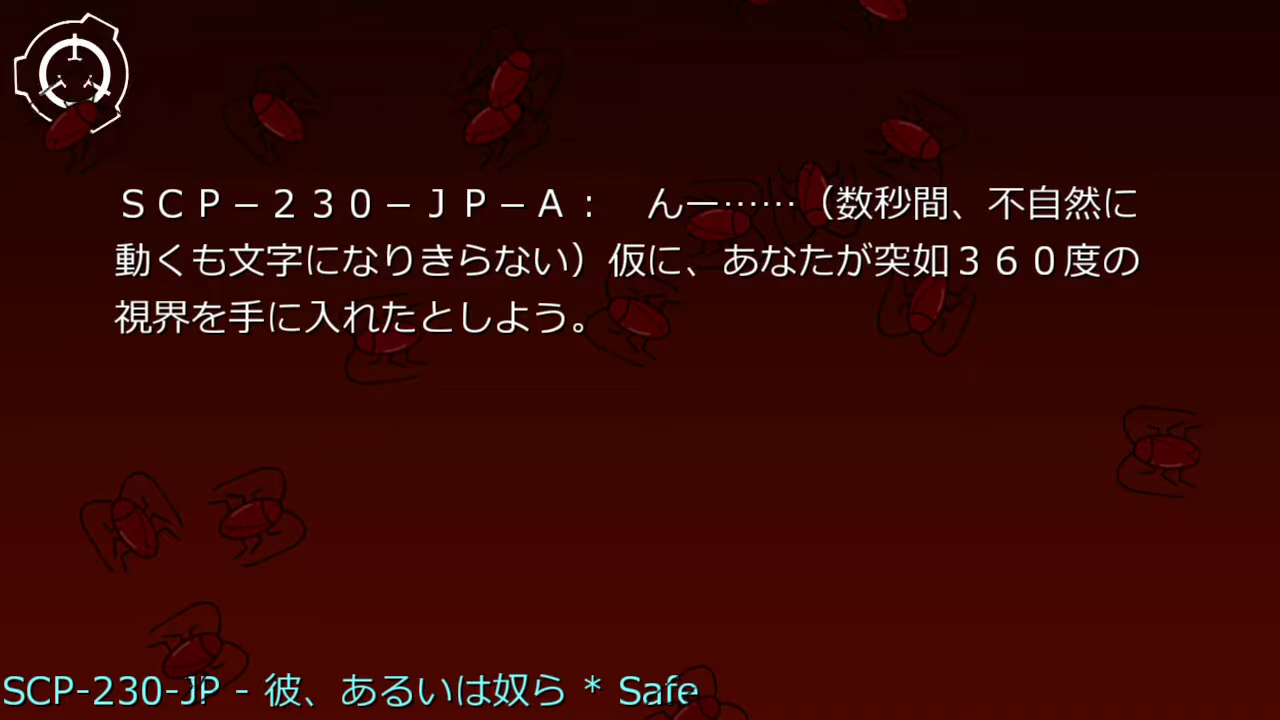 ＳＣＰ－２３０－ＪＰ－Ａ：　んー……（数秒間、不自然に
動くも文字になりきらない）仮に、あなたが突如３６０度の
視界を手に入れたとしよう。
SCP-230-JP - 彼、あるいは奴ら * Safe